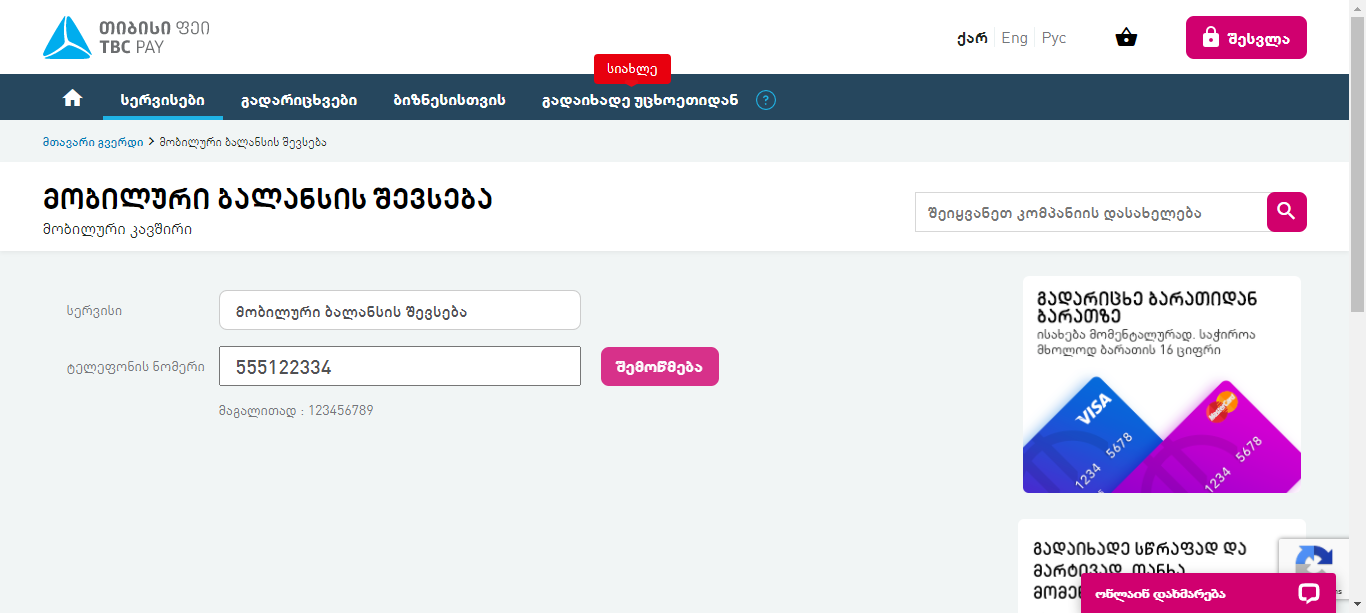 თიბისი ფეი
TBC PAY
ქარ Eng Рус
შესვლა
სიახლე
სერვისები გადარიცხვები ბიზნესისთვის გადაიხადე უცხოეთიდან ?
მთავარი გვერდი > მობილური ბალანსის შევსება
მობილური ბალანსის შევსება
მობილური კავშირი
შეიყვანეთ კომპანიის დასახელება
სერვისი მობილური ბალანსის შევსება
ტელეფონის ნომერი 555122334 შემოწმება
მაგალითად : 123456789
გადარიცხე ბარათიდან
ბარათზე
ისახება მომენტალურად. საჭიროა
მხოლოდ ბარათის 16 ციფრი
VISA
MasterCard
1234 5678
1234 5678
გადაიხადე სწრაფად და
მარტივად. თანხა
ონლაინ დახმარება